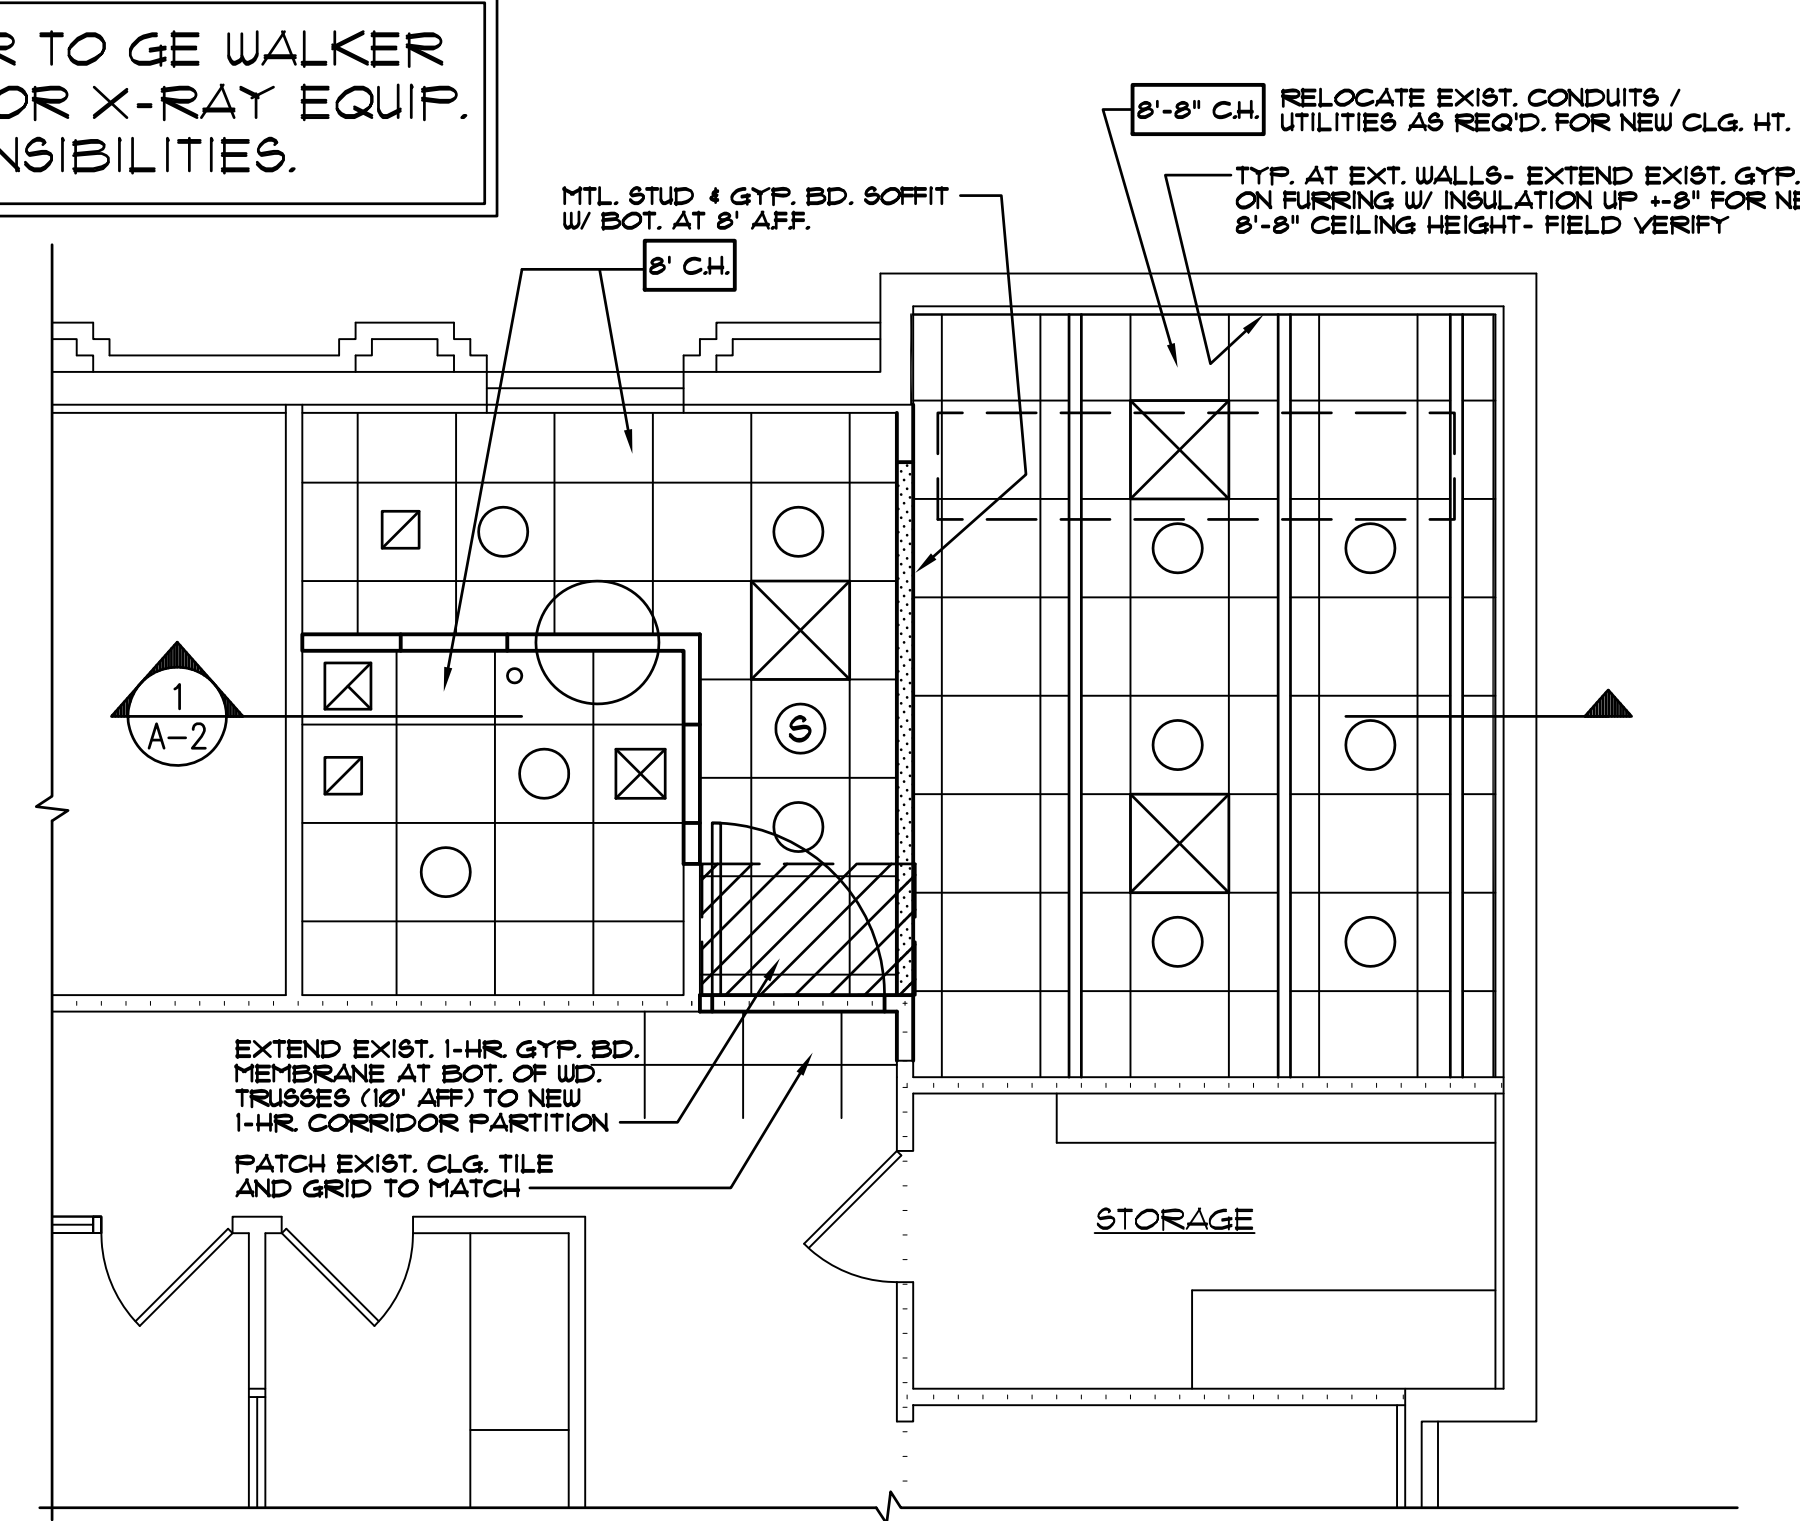 TO GE WALKER
X-RAY EQUIP.
8'-8" C.H.
RELOCATE EXIST. CONDUITS /
UTILITIES AS REQ'D. FOR NEW CLG. HT.
TYP. AT EXT. WALLS- EXTEND EXIST. GYP.
ON FURRING W/ INSULATION UP +-8" FOR
8'-8" CEILING HEIGHT- FIELD VERIFY
MTL. STUD & GYP. BD. SOFFIT
W/ BOT. AT 8' A.F.F.
8' C.H.
1
A-2
S
EXTEND EXIST. 1-HR. GYP. BD.
MEMBRANE AT BOT. OF WD.
TRUSSES (10' AFF) TO NEW
1-HR. CORRIDOR PARTITION
PATCH EXIST. CLG. TILE
AND GRID TO MATCH
STORAGE